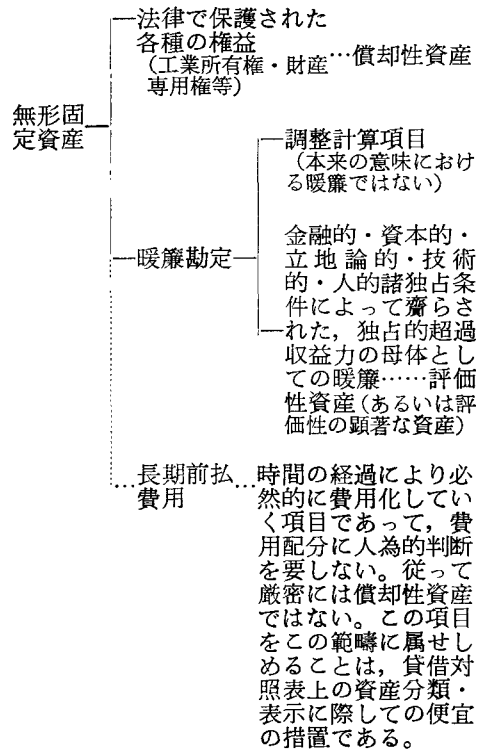 無形固
定資産
法律で保護された
各種の権益
(工業所有権・財産
専用権等)
…償却性資産
暖簾勘定
調整計算項目
(本来の意味におけ
る暖簾ではない)
金融的・資本的・
立地論的・技術
的・人的諸独占条
件によって齎らさ
れた，独占的超過
収益力の母体とし
ての暖簾……評価
性資産(あるいは評
価性の顕著な資産)
…長期前払…
費用
時間の経過により必
然的に費用化してい
く項目であって，費
用配分に人為的判断
を要しない。従って
厳密には償却性資産
ではない。この項目
をこの範疇に属せし
めることは，貸借対
照表上の資産分類・
表示に際しての便宜
の措置である。